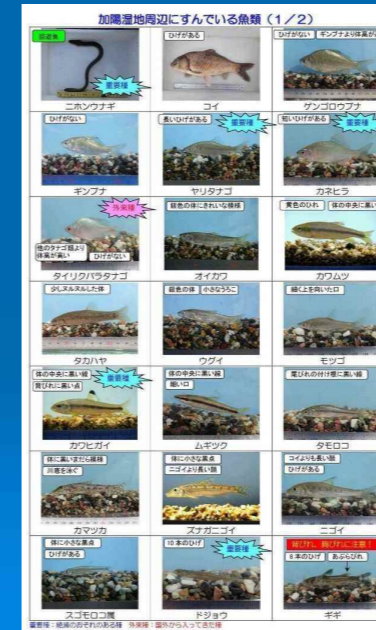 加陽湿地周辺にすんでいる魚類（1／2）
回遊魚
重要種
ニホンウナギ
ひげがある
コイ
ひげがない
ギンブナより体高が
ゲンゴロウブナ
ひげがない
ギンブナ
長いひげがある
重要種
ヤリタナゴ
短いひげがある
重要種
カネヒラ
外来種
他のタナゴ類より
体高が高い
ひげがない
タイリクバラタナゴ
銀色の体にきれいな模様
オイカワ
黄色のひれ
体の中央に黒い
カワムツ
少しヌルヌルした体
タカハヤ
銀色の体
小さなうろこ
ウグイ
細く上を向いた口
モツゴ
体の中央に黒い線
背びれに黒い点
重要種
カワヒガイ
体の中央に黒い線
細い口
ムギツク
尾びれの付け根に黒い線
タモロコ
体に黒いまだら模様
川底を泳ぐ
カマツカ
体に小さな黒点
ニゴイより長い顔
ズナガニゴイ
コイよりも長い顔
ひげがある
ニゴイ
体に小さな黒点
ひげがある
スゴモロコ属
10本のひげ
重要種
ドジョウ
背びれ、胸びれに注意！
8本のひげ
あぶらびれ
ギギ
重要種：絶滅のおそれのある種　外来種：国外から入ってきた種